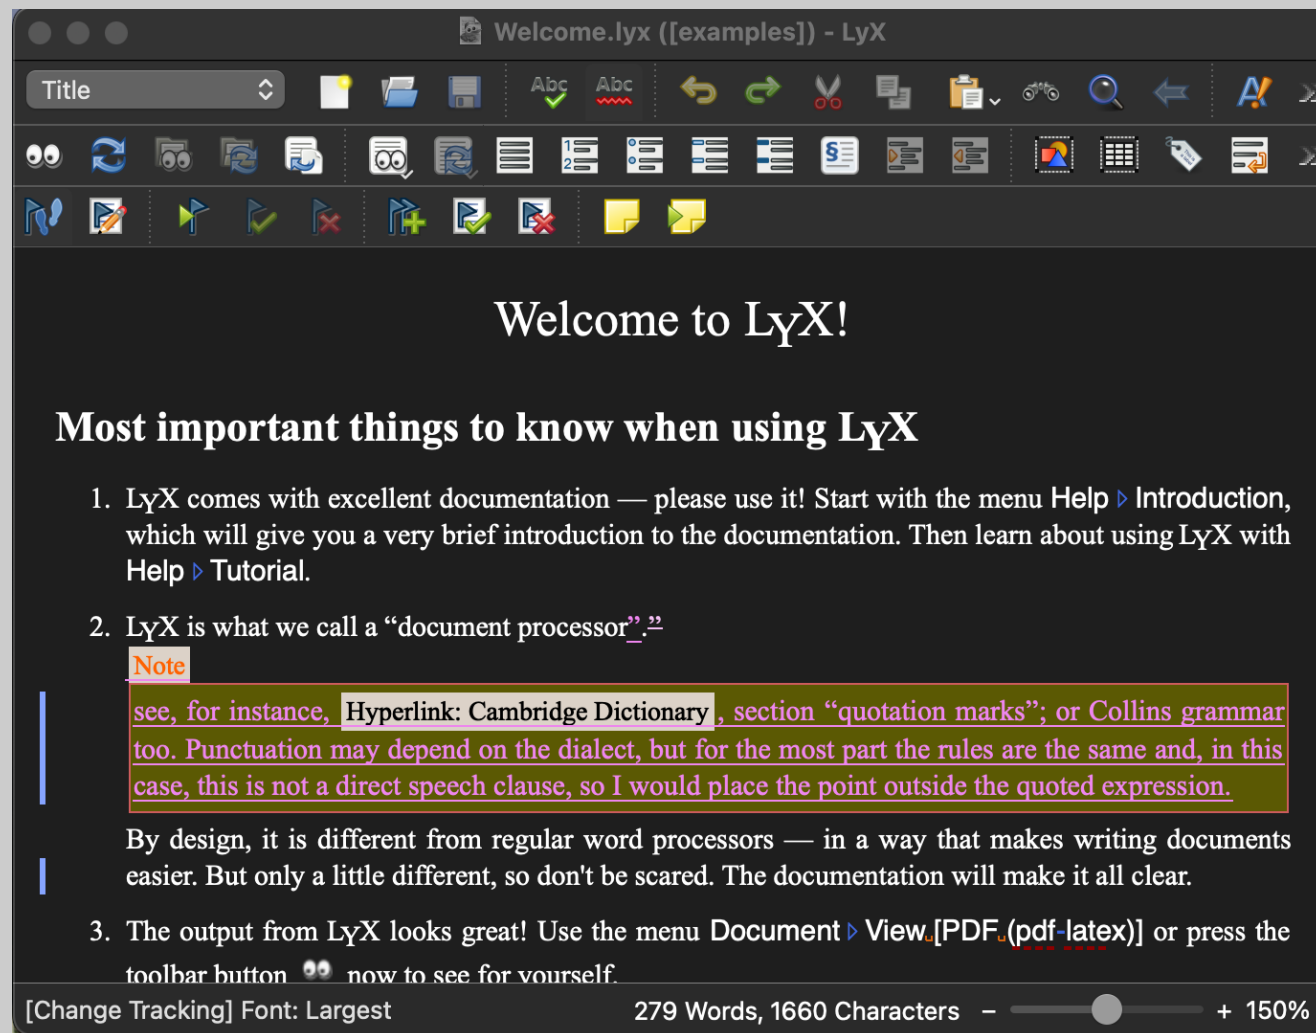 Welcome.lyx ([examples]) - LyX
Title
Abc Abc
Welcome to LyX!
Most important things to know when using LyX
1. LyX comes with excellent documentation — please use it! Start with the menu Help ▷ Introduction,
which will give you a very brief introduction to the documentation. Then learn about using LyX with
Help ▷ Tutorial.
2. LyX is what we call a “document processor”.”
Note
see, for instance, Hyperlink: Cambridge Dictionary , section “quotation marks”; or Collins grammar
too. Punctuation may depend on the dialect, but for the most part the rules are the same and, in this
case, this is not a direct speech clause, so I would place the point outside the quoted expression.
By design, it is different from regular word processors — in a way that makes writing documents
easier. But only a little different, so don't be scared. The documentation will make it all clear.
3. The output from LyX looks great! Use the menu Document ▷ View␣[PDF␣(pdf-latex)] or press the
toolbar button 👀 now to see for yourself.
[Change Tracking] Font: Largest 279 Words, 1660 Characters − + 150%